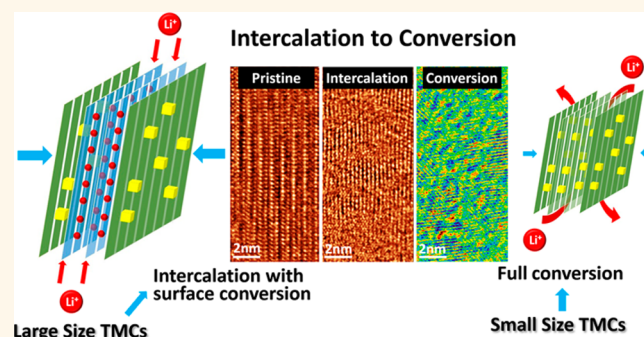 Li⁺
Intercalation to Conversion
Pristine
Intercalation
Conversion
Li⁺
2nm
2nm
2nm
Li⁺
Intercalation with
surface conversion
Li⁺
Full conversion
Large Size TMCs
Small Size TMCs